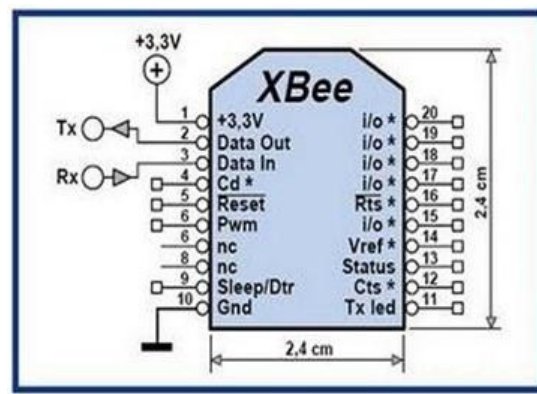 +3,3V
XBee
Tx
Rx
1 +3,3V
2 Data Out
3 Data In
4 Cd *
5 Reset
6 Pwm
6 nc
8 nc
9 Sleep/Dtr
10 Gnd
i/o * 20
i/o * 19
i/o * 18
i/o * 17
Rts * 16
i/o * 15
Vref * 14
Status 13
Cts * 12
Tx led 11
2,4 cm
2,4 cm